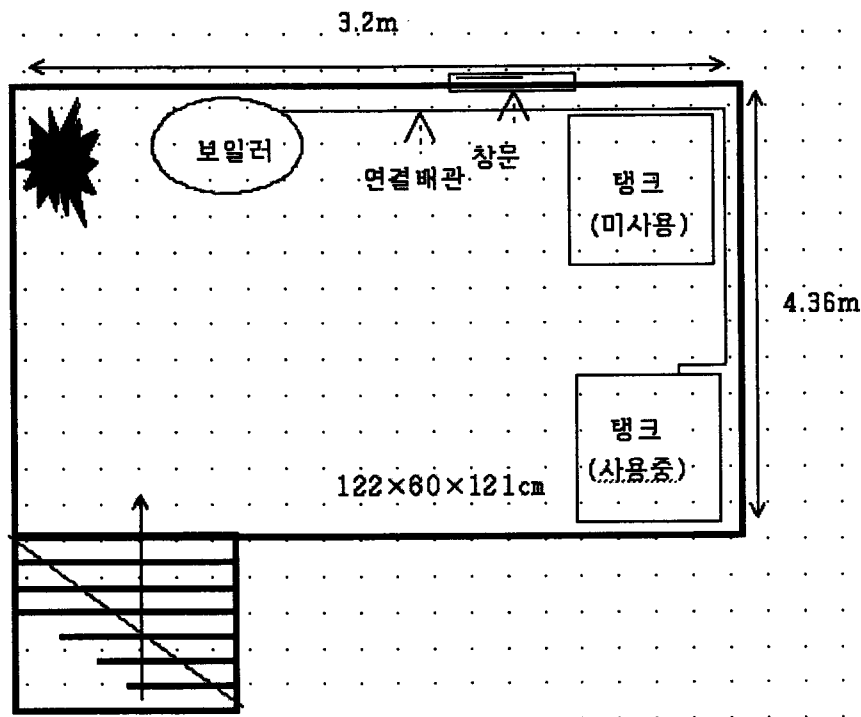 3.2m
보일러
연결배관
창문
탱크
(미사용)
4.36m
탱크
(사용중)
122×60×121cm